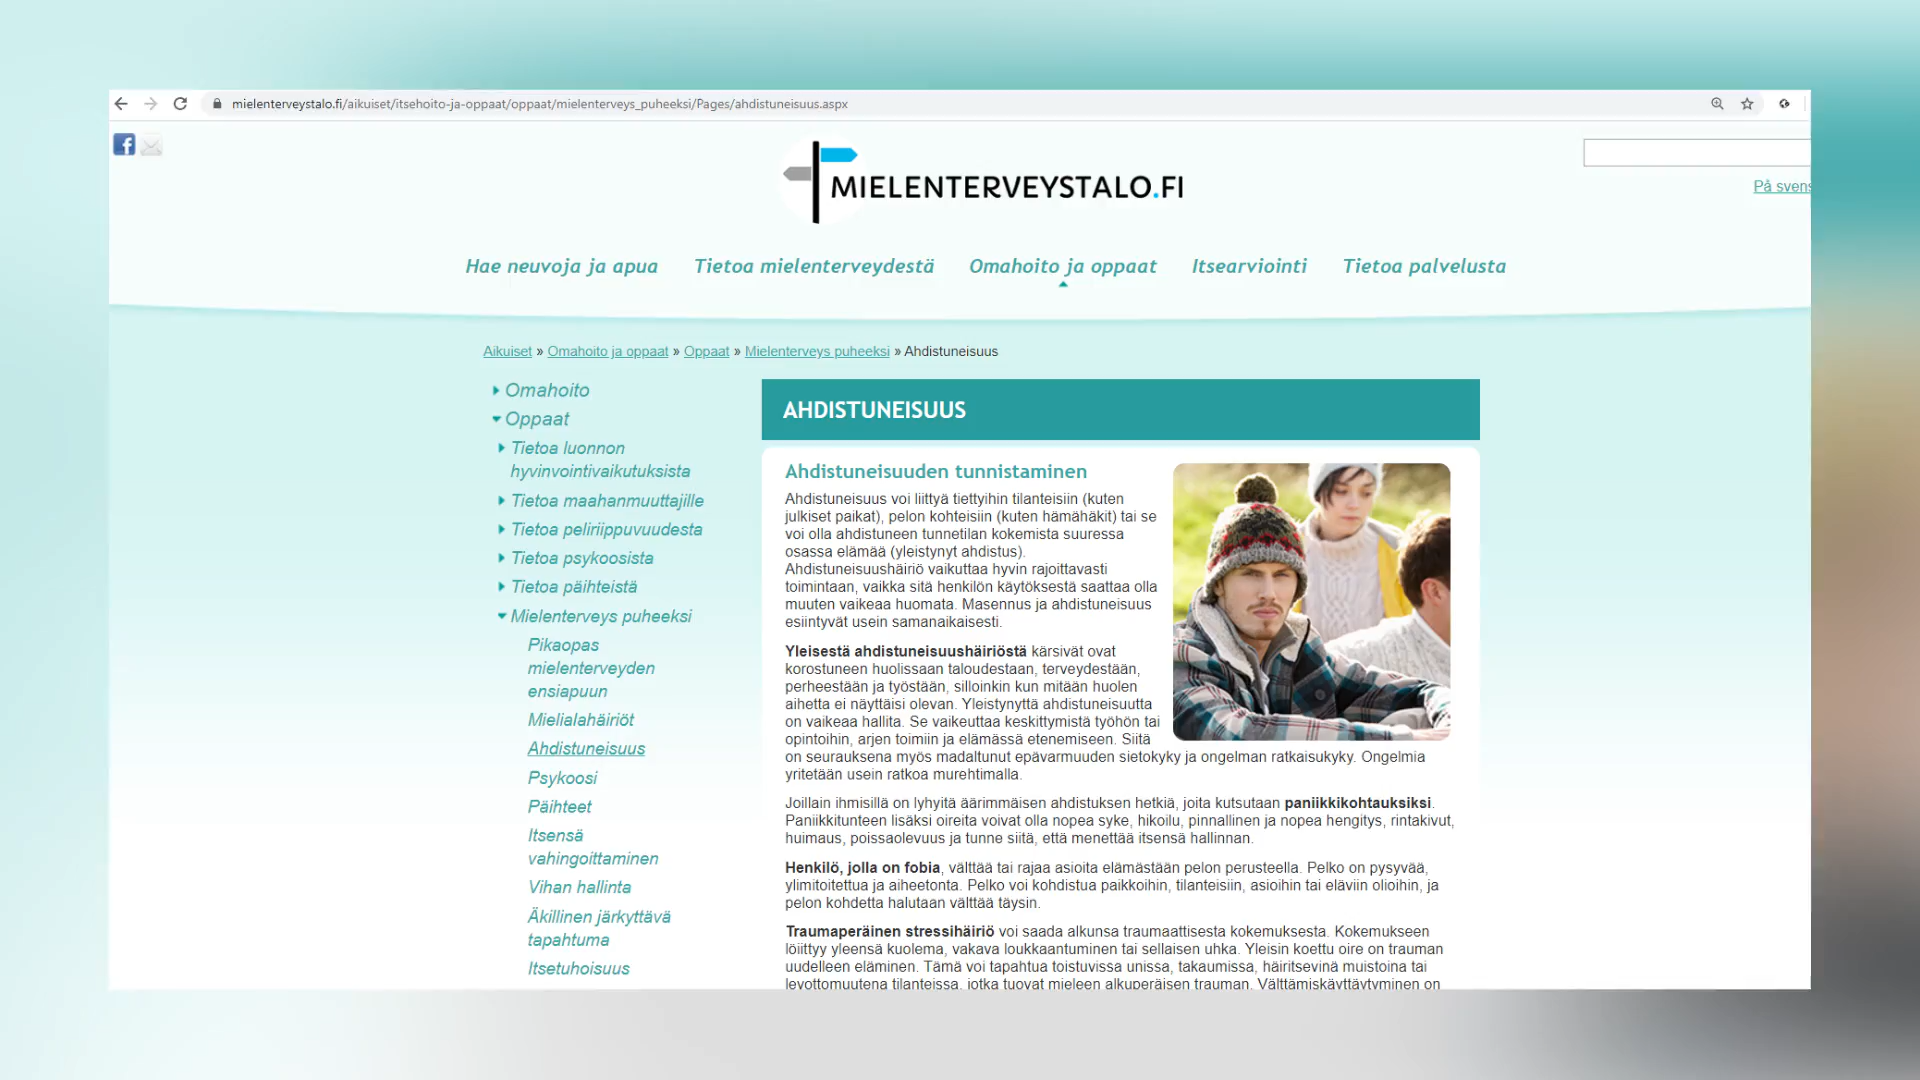 mielenterveystalo.fi/aikuiset/itsehoito-ja-oppaat/oppaat/mielenterveys_puheeksi/Pages/ahdistuneisuus.aspx
MIELENTERVEYSTALO.FI
På svens
Hae neuvoja ja apua Tietoa mielenterveydestä Omahoito ja oppaat Itsearviointi Tietoa palvelusta
Aikuiset » Omahoito ja oppaat » Oppaat » Mielenterveys puheeksi » Ahdistuneisuus
Omahoito
Oppaat
Tietoa luonnon
hyvinvointivaikutuksista
Tietoa maahanmuuttajille
Tietoa peliriippuvuudesta
Tietoa psykoosista
Tietoa päihteistä
Mielenterveys puheeksi
Pikaopas
mielenterveyden
ensiapuun
Mielialahäiriöt
Ahdistuneisuus
Psykoosi
Päihteet
Itsensä
vahingoittaminen
Vihan hallinta
Äkillinen järkyttävä
tapahtuma
Itsetuhoisuus
AHDISTUNEISUUS
Ahdistuneisuuden tunnistaminen
Ahdistuneisuus voi liittyä tiettyihin tilanteisiin (kuten
julkiset paikat), pelon kohteisiin (kuten hämähäkit) tai se
voi olla ahdistuneen tunnetilan kokemista suuressa
osassa elämää (yleistynyt ahdistus).
Ahdistuneisuushäiriö vaikuttaa hyvin rajoittavasti
toimintaan, vaikka sitä henkilön käytöksestä saattaa olla
muuten vaikeaa huomata. Masennus ja ahdistuneisuus
esiintyvät usein samanaikaisesti.
Yleisestä ahdistuneisuushäiriöstä kärsivät ovat
korostuneen huolissaan taloudestaan, terveydestään,
perheestään ja työstään, silloinkin kun mitään huolen
aihetta ei näyttäisi olevan. Yleistynyttä ahdistuneisuutta
on vaikeaa hallita. Se vaikeuttaa keskittymistä työhön tai
opintoihin, arjen toimiin ja elämässä etenemiseen. Siitä
on seurauksena myös madaltunut epävarmuuden sietokyky ja ongelman ratkaisukyky. Ongelmia
yritetään usein ratkoa murehtimalla.
Joillain ihmisillä on lyhyitä äärimmäisen ahdistuksen hetkiä, joita kutsutaan paniikkikohtauksiksi.
Paniikkitunteen lisäksi oireita voivat olla nopea syke, hikoilu, pinnallinen ja nopea hengitys, rintakivut,
huimaus, poissaolevuus ja tunne siitä, että menettää itsensä hallinnan.
Henkilö, jolla on fobia, välttää tai rajaa asioita elämästään pelon perusteella. Pelko on pysyvää,
ylimitoitettua ja aiheetonta. Pelko voi kohdistua paikkoihin, tilanteisiin, asioihin tai eläviin olioihin, ja
pelon kohdetta halutaan välttää täysin.
Traumaperäinen stressihäiriö voi saada alkunsa traumaattisesta kokemuksesta. Kokemukseen
löiittyy yleensä kuolema, vakava loukkaantuminen tai sellaisen uhka. Yleisin koettu oire on trauman
uudelleen eläminen. Tämä voi tapahtua toistuvissa unissa, takaumissa, häiritsevinä muistoina tai
levottomuutena tilanteissa, jotka tuovat mieleen alkuperäisen trauman. Välttämiskäyttäytyminen on